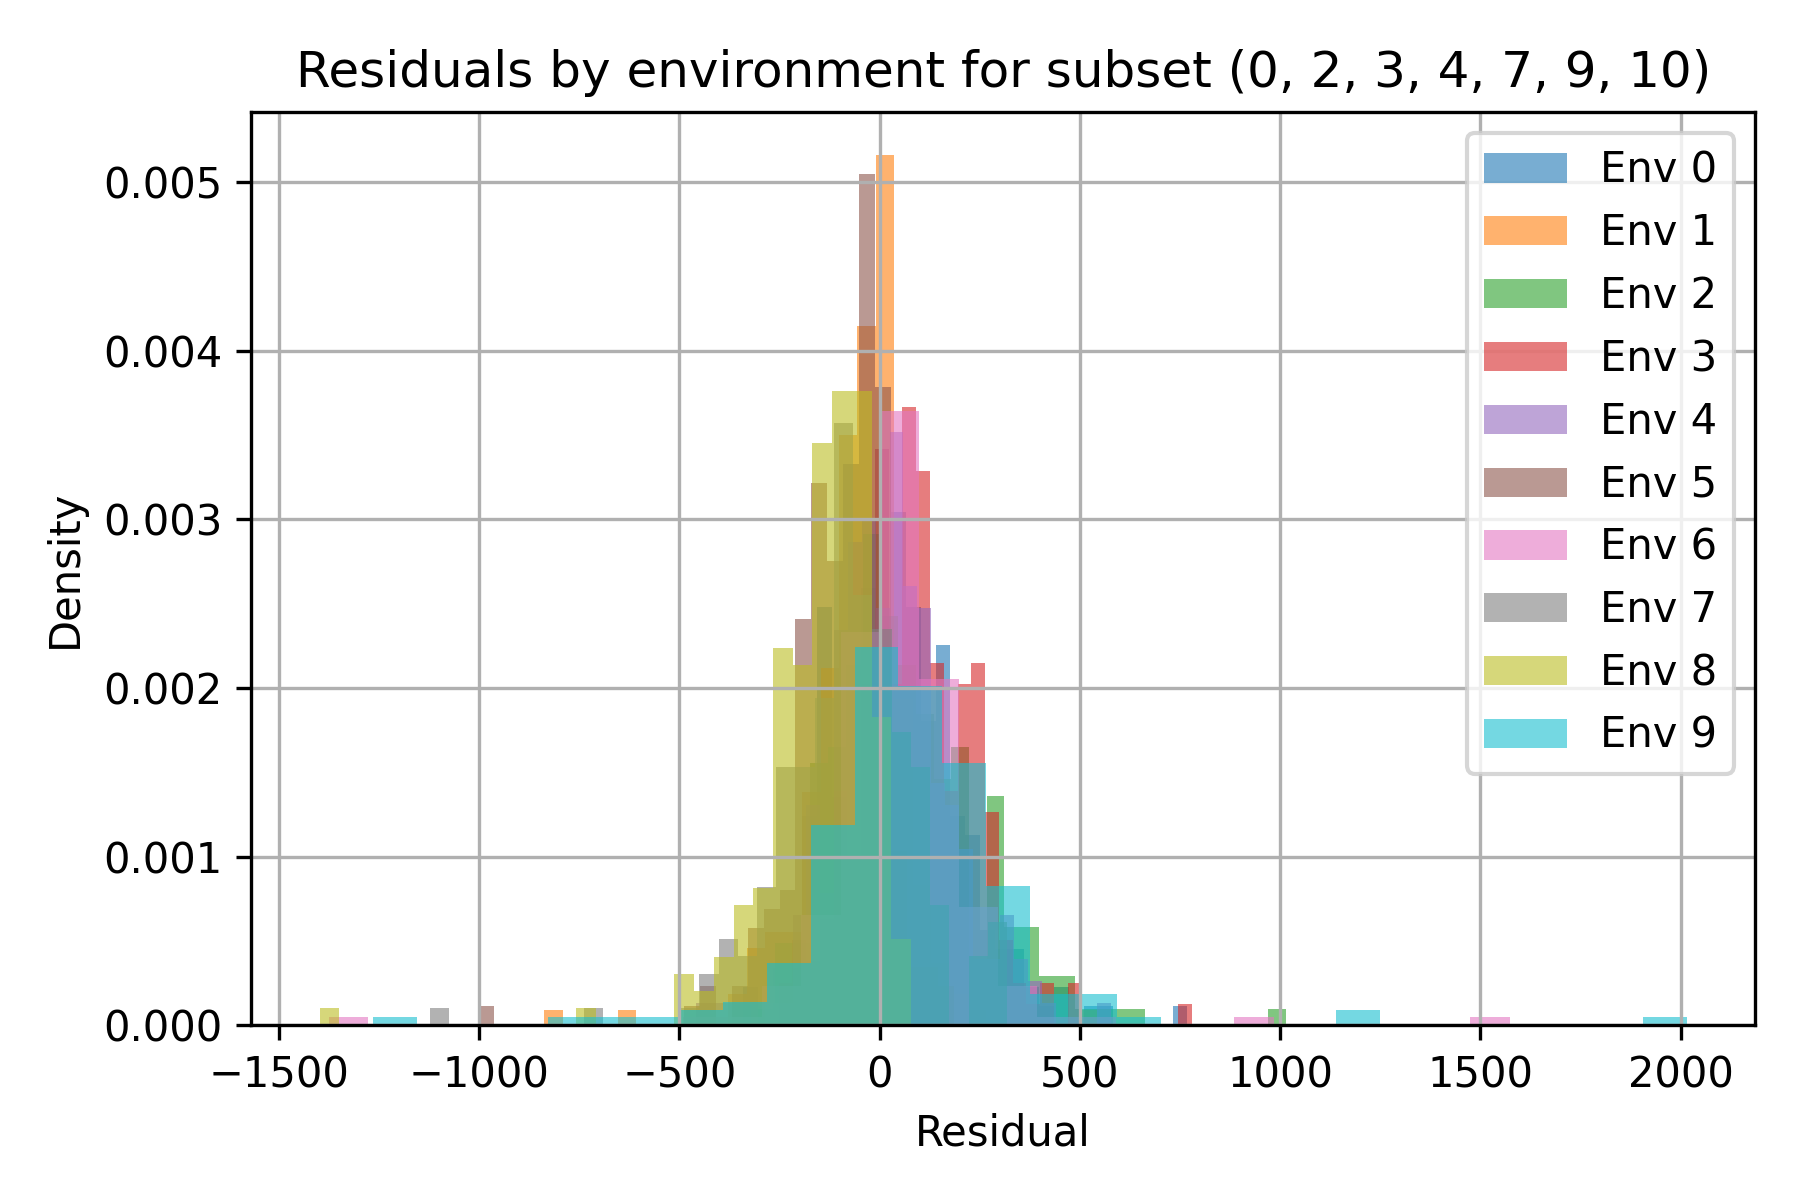 Residuals by environment for subset (0, 2, 3, 4, 7, 9, 10)
Density
0.005
0.004
0.003
0.002
0.001
0.000
−1500
−1000
−500
0
500
1000
1500
2000
Residual
Env 0
Env 1
Env 2
Env 3
Env 4
Env 5
Env 6
Env 7
Env 8
Env 9